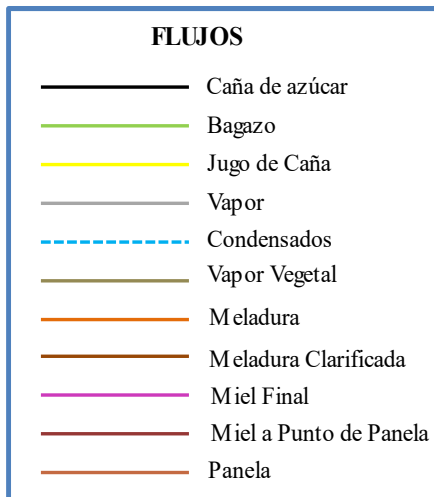 FLUJOS
Caña de azúcar
Bagazo
Jugo de Caña
Vapor
Condensados
Vapor Vegetal
Meladura
Meladura Clarificada
Miel Final
Miel a Punto de Panela
Panela